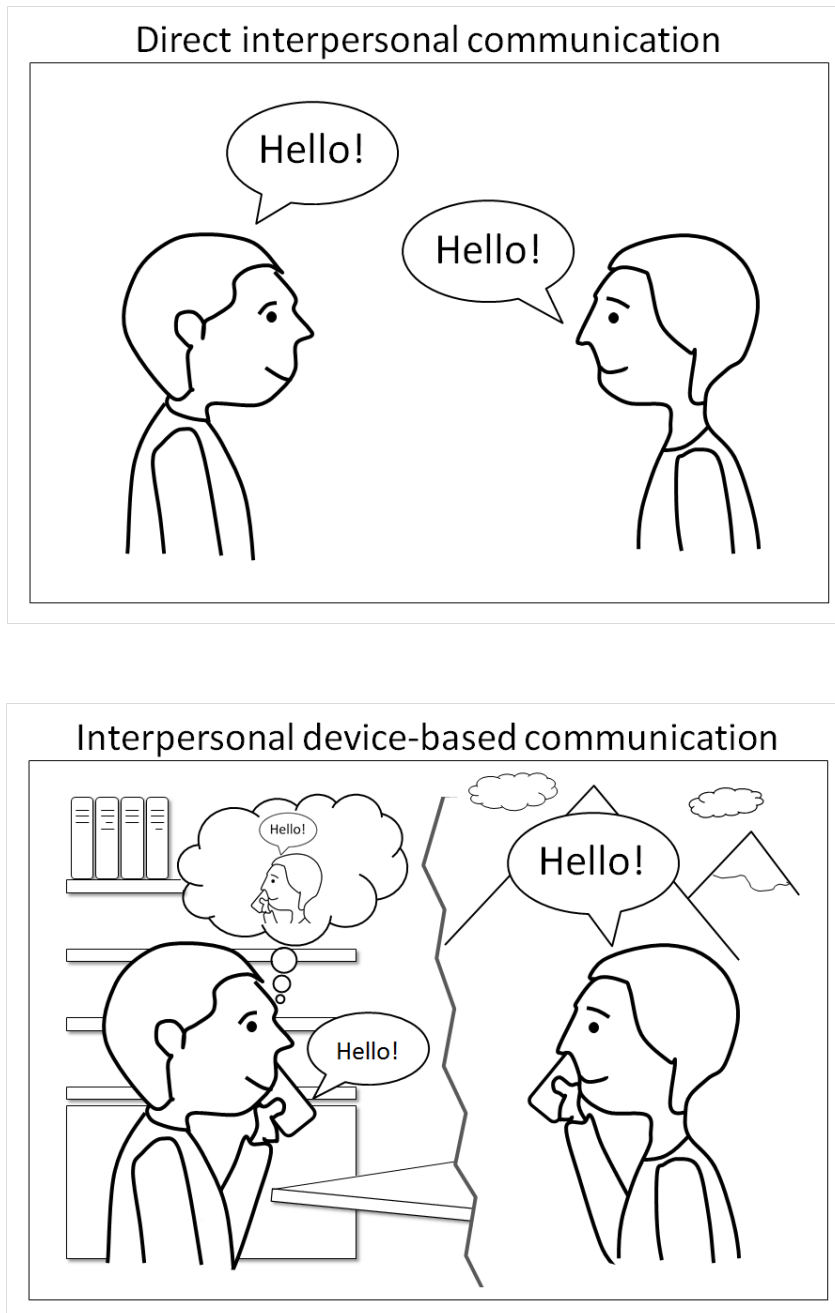 Direct interpersonal communication
Hello!
Hello!
Interpersonal device-based communication
Hello!
Hello!
Hello!